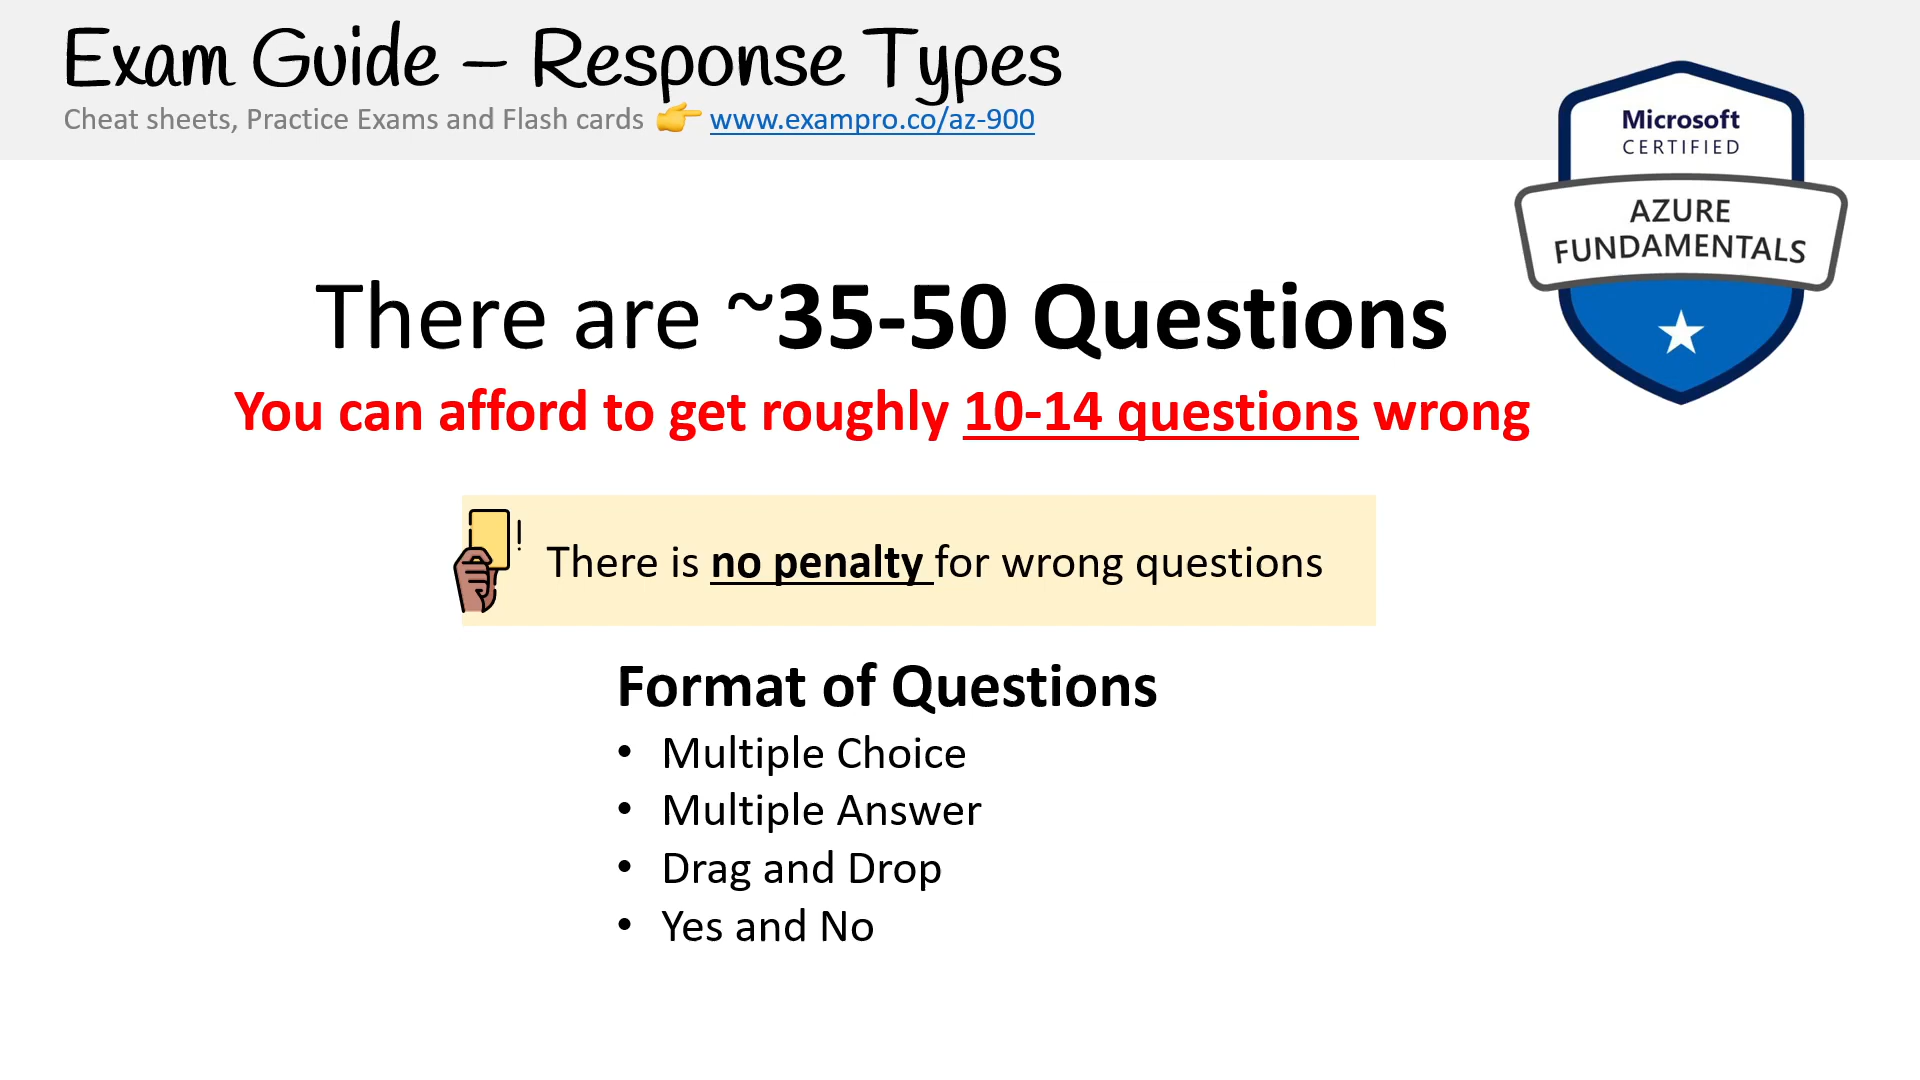 Exam Guide – Response Types
Cheat sheets, Practice Exams and Flash cards 👉 www.exampro.co/az-900
Microsoft
CERTIFIED
AZURE
FUNDAMENTALS
There are ~35-50 Questions
You can afford to get roughly 10-14 questions wrong
There is no penalty for wrong questions
Format of Questions
• Multiple Choice
• Multiple Answer
• Drag and Drop
• Yes and No